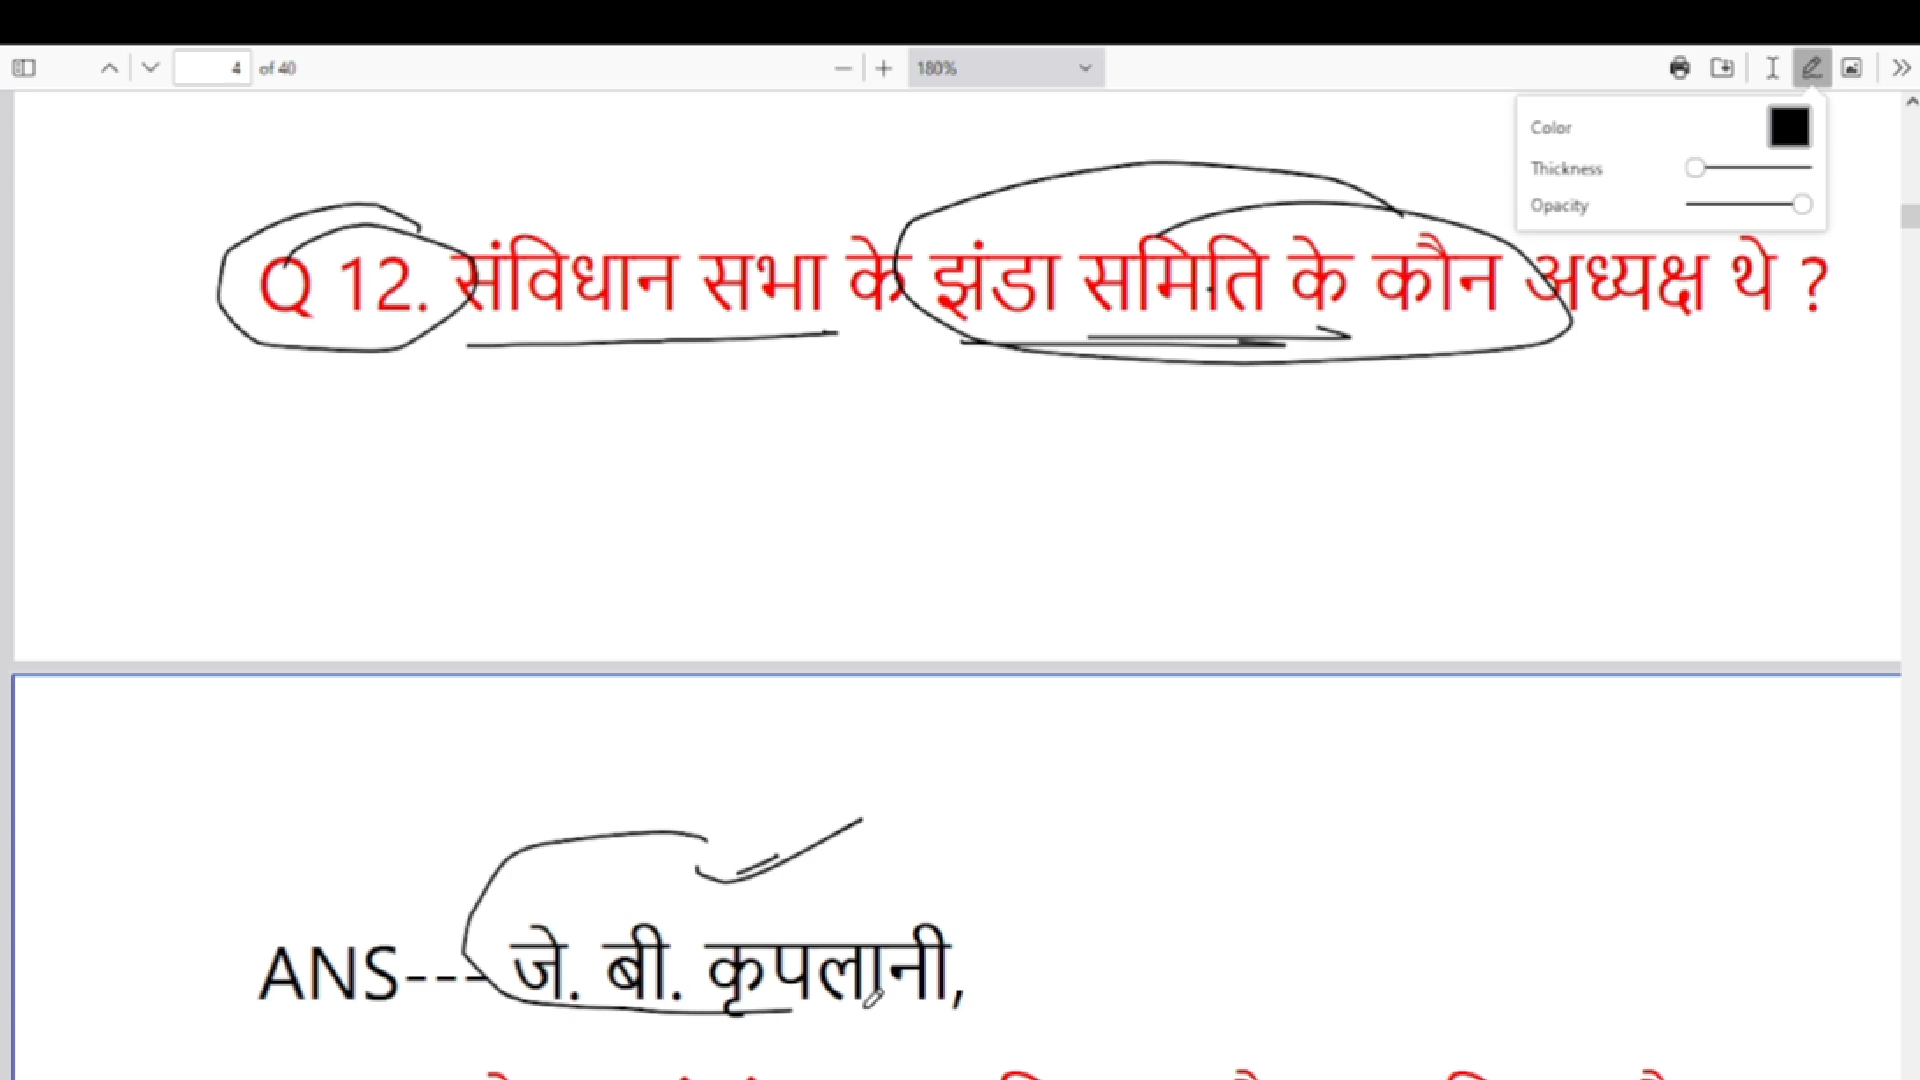 4 of 40
180%
Color
Thickness
Opacity
Q 12. संविधान सभा के झंडा समिति के कौन अध्यक्ष थे ?
ANS--- जे. बी. कृपलानी,